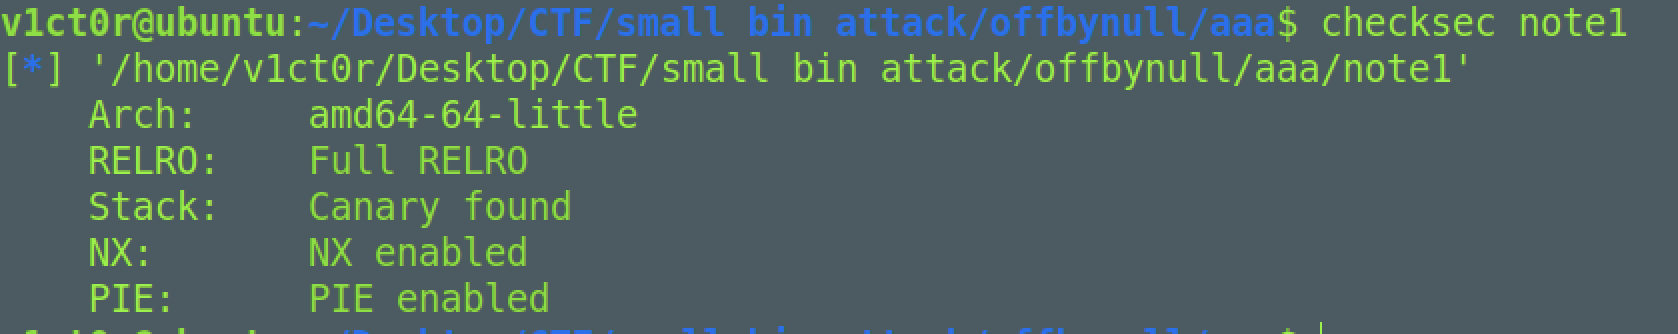 v1ct0r@ubuntu:~/Desktop/CTF/small bin attack/offbynull/aaa$ checksec note1
[*] '/home/v1ct0r/Desktop/CTF/small bin attack/offbynull/aaa/note1'
    Arch:     amd64-64-little
    RELRO:    Full RELRO
    Stack:    Canary found
    NX:       NX enabled
    PIE:      PIE enabled